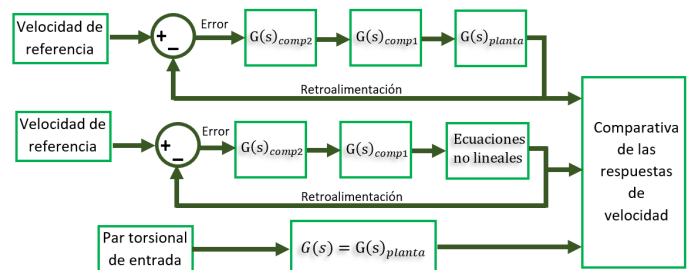 Velocidad de
referencia
+
−
Error
G(s)comp2
G(s)comp1
G(s)planta
Retroalimentación
Velocidad de
referencia
+
−
Error
G(s)comp2
G(s)comp1
Ecuaciones
no lineales
Retroalimentación
Comparativa
de las
respuestas
de
velocidad
Par torsional
de entrada
G(s) = G(s)planta